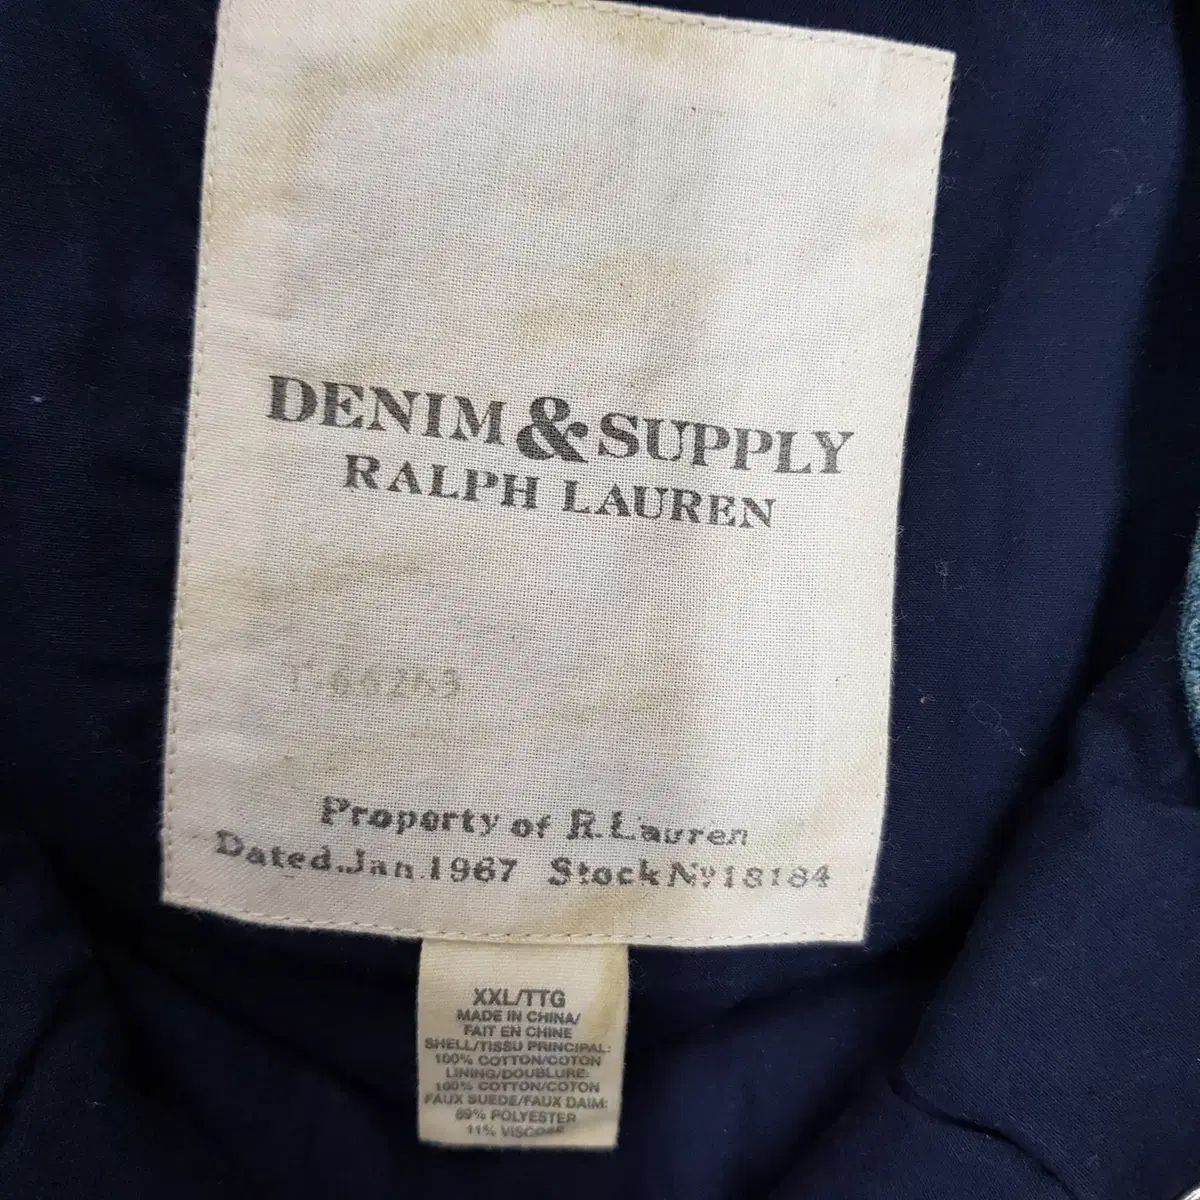 DENIM & SUPPLY
RALPH LAUREN
Property of R. Lauren
Dated. Jan. 1967 Stock Nº 18184
XXL/TTG
MADE IN CHINA/
FAIT EN CHINE
SHELL/TISSU PRINCIPAL:
100% COTTON/COTON
LINING/DOUBLURE:
100% COTTON/COTON
FAUX SUEDE/FAUX DAIM:
89% POLYESTER
11% VISCOSE